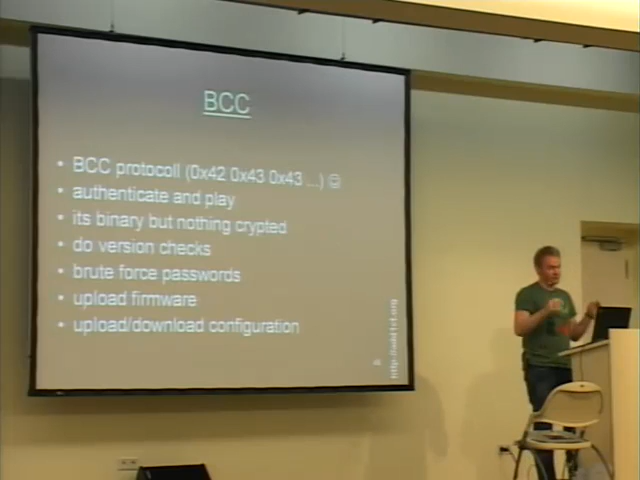 BCC
• BCC protocoll (0x42 0x43 0x43 ...) ☺
• authenticate and play
• its binary but nothing crypted
• do version checks
• brute force passwords
• upload firmware
• upload/download configuration